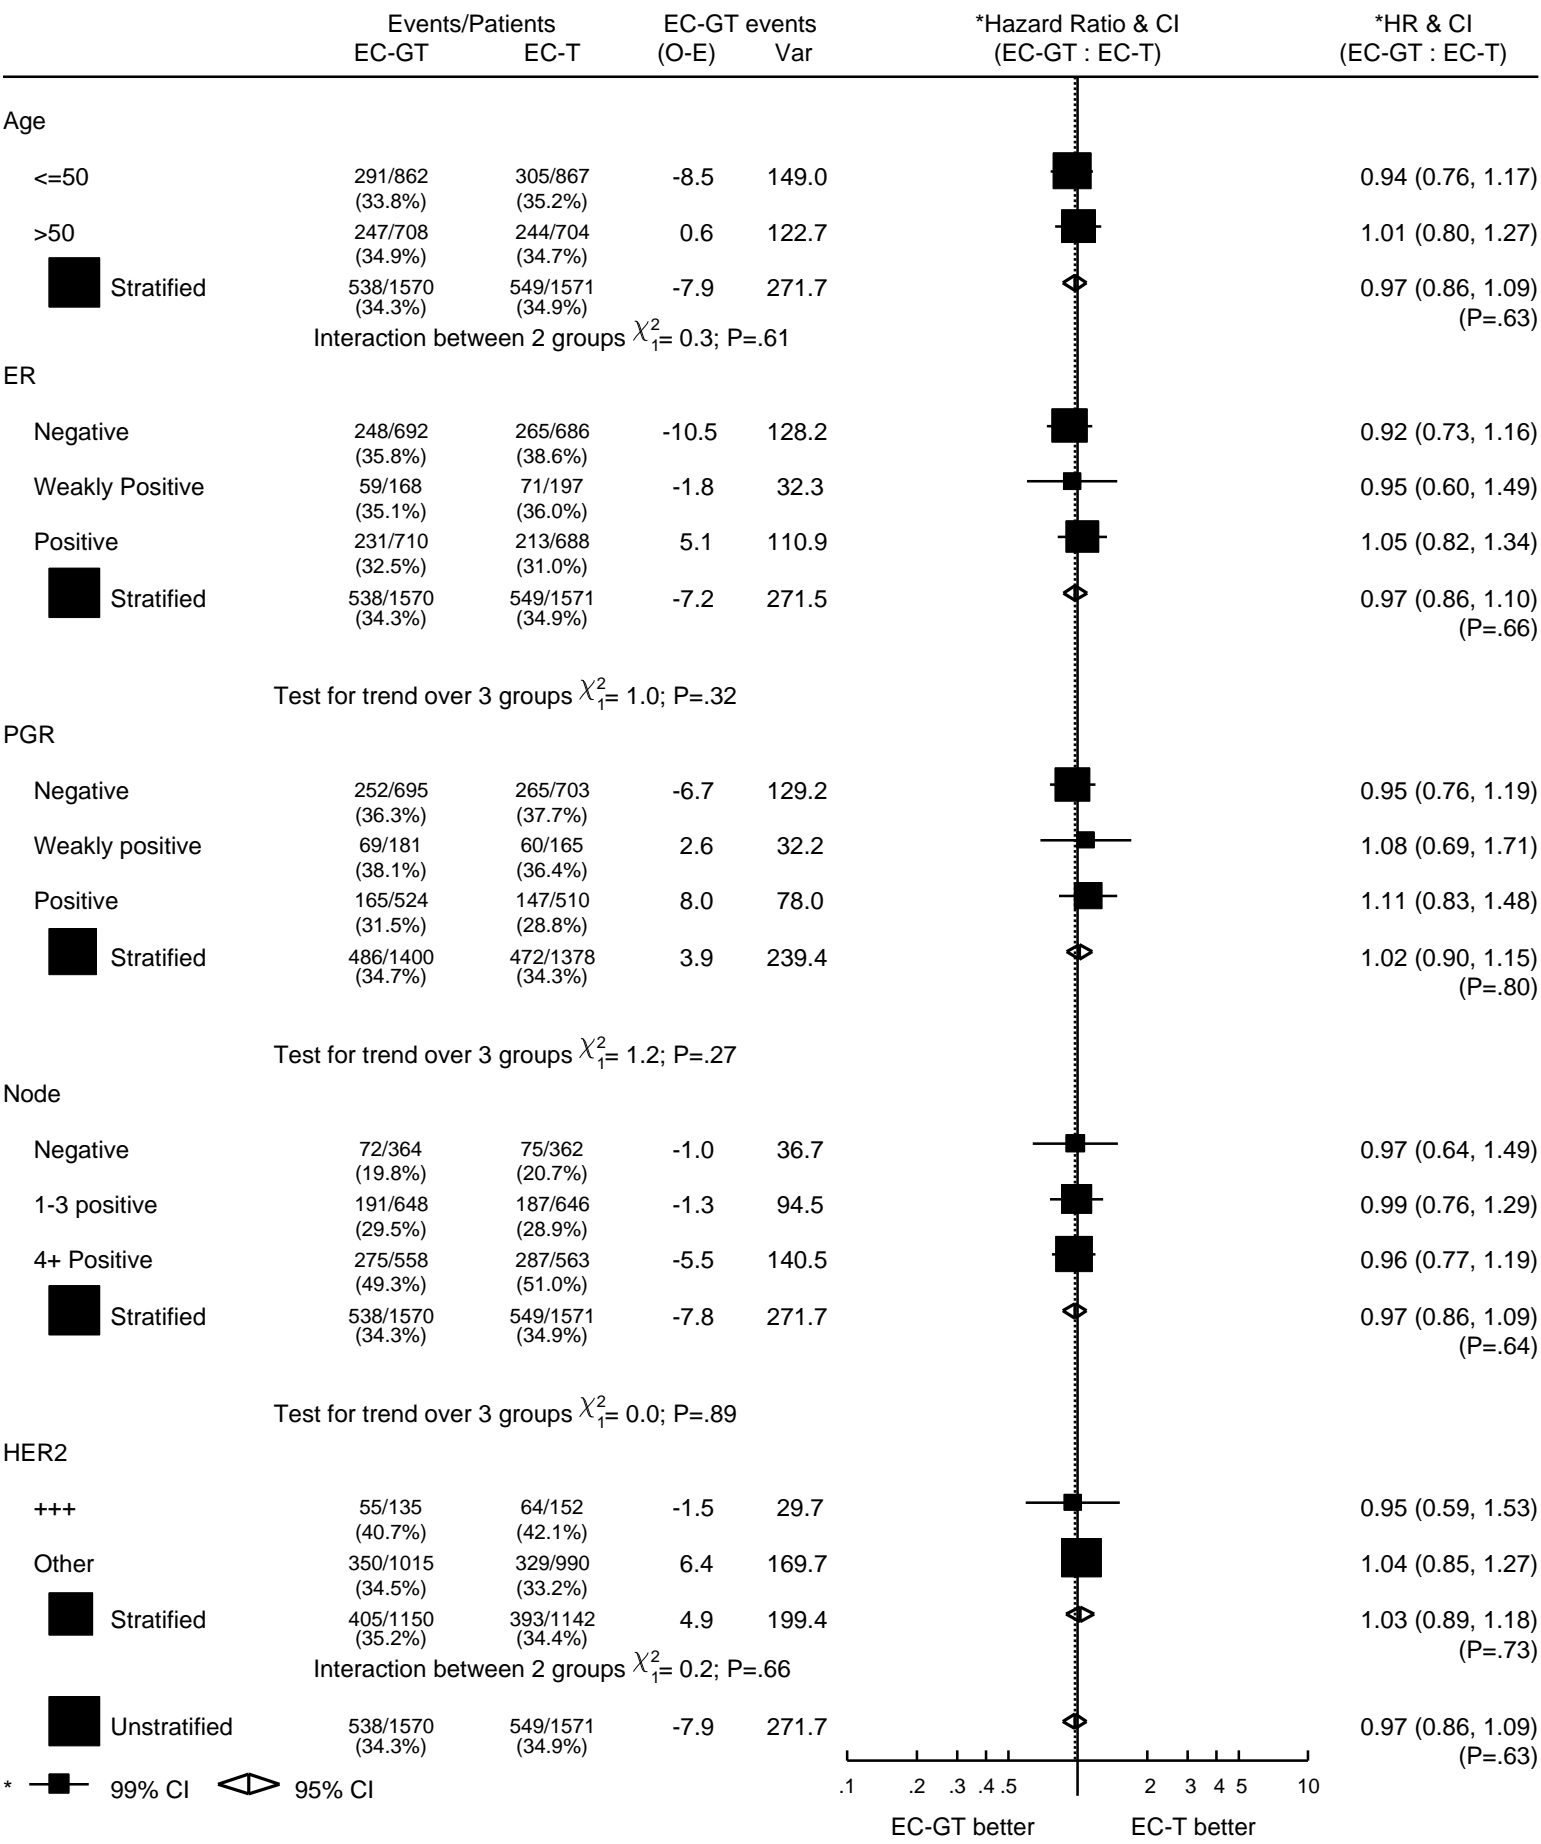 Events/Patients EC-GT events *Hazard Ratio & CI *HR & CI
EC-GT EC-T (O-E) Var (EC-GT : EC-T) (EC-GT : EC-T)
Age
<=50 291/862 305/867 -8.5 149.0 0.94 (0.76, 1.17)
(33.8%) (35.2%)
>50 247/708 244/704 0.6 122.7 1.01 (0.80, 1.27)
(34.9%) (34.7%)
Stratified 538/1570 549/1571 -7.9 271.7 0.97 (0.86, 1.09)
(34.3%) (34.9%) (P=.63)
Interaction between 2 groups χ²₁= 0.3; P=.61
ER
Negative 248/692 265/686 -10.5 128.2 0.92 (0.73, 1.16)
(35.8%) (38.6%)
Weakly Positive 59/168 71/197 -1.8 32.3 0.95 (0.60, 1.49)
(35.1%) (36.0%)
Positive 231/710 213/688 5.1 110.9 1.05 (0.82, 1.34)
(32.5%) (31.0%)
Stratified 538/1570 549/1571 -7.2 271.5 0.97 (0.86, 1.10)
(34.3%) (34.9%) (P=.66)
Test for trend over 3 groups χ²₁= 1.0; P=.32
PGR
Negative 252/695 265/703 -6.7 129.2 0.95 (0.76, 1.19)
(36.3%) (37.7%)
Weakly positive 69/181 60/165 2.6 32.2 1.08 (0.69, 1.71)
(38.1%) (36.4%)
Positive 165/524 147/510 8.0 78.0 1.11 (0.83, 1.48)
(31.5%) (28.8%)
Stratified 486/1400 472/1378 3.9 239.4 1.02 (0.90, 1.15)
(34.7%) (34.3%) (P=.80)
Test for trend over 3 groups χ²₁= 1.2; P=.27
Node
Negative 72/364 75/362 -1.0 36.7 0.97 (0.64, 1.49)
(19.8%) (20.7%)
1-3 positive 191/648 187/646 -1.3 94.5 0.99 (0.76, 1.29)
(29.5%) (28.9%)
4+ Positive 275/558 287/563 -5.5 140.5 0.96 (0.77, 1.19)
(49.3%) (51.0%)
Stratified 538/1570 549/1571 -7.8 271.7 0.97 (0.86, 1.09)
(34.3%) (34.9%) (P=.64)
Test for trend over 3 groups χ²₁= 0.0; P=.89
HER2
+++ 55/135 64/152 -1.5 29.7 0.95 (0.59, 1.53)
(40.7%) (42.1%)
Other 350/1015 329/990 6.4 169.7 1.04 (0.85, 1.27)
(34.5%) (33.2%)
Stratified 405/1150 393/1142 4.9 199.4 1.03 (0.89, 1.18)
(35.2%) (34.4%) (P=.73)
Interaction between 2 groups χ²₁= 0.2; P=.66
Unstratified 538/1570 549/1571 -7.9 271.7 0.97 (0.86, 1.09)
(34.3%) (34.9%) (P=.63)
* 99% CI 95% CI .1 .2 .3 .4 .5 2 3 4 5 10
EC-GT better EC-T better